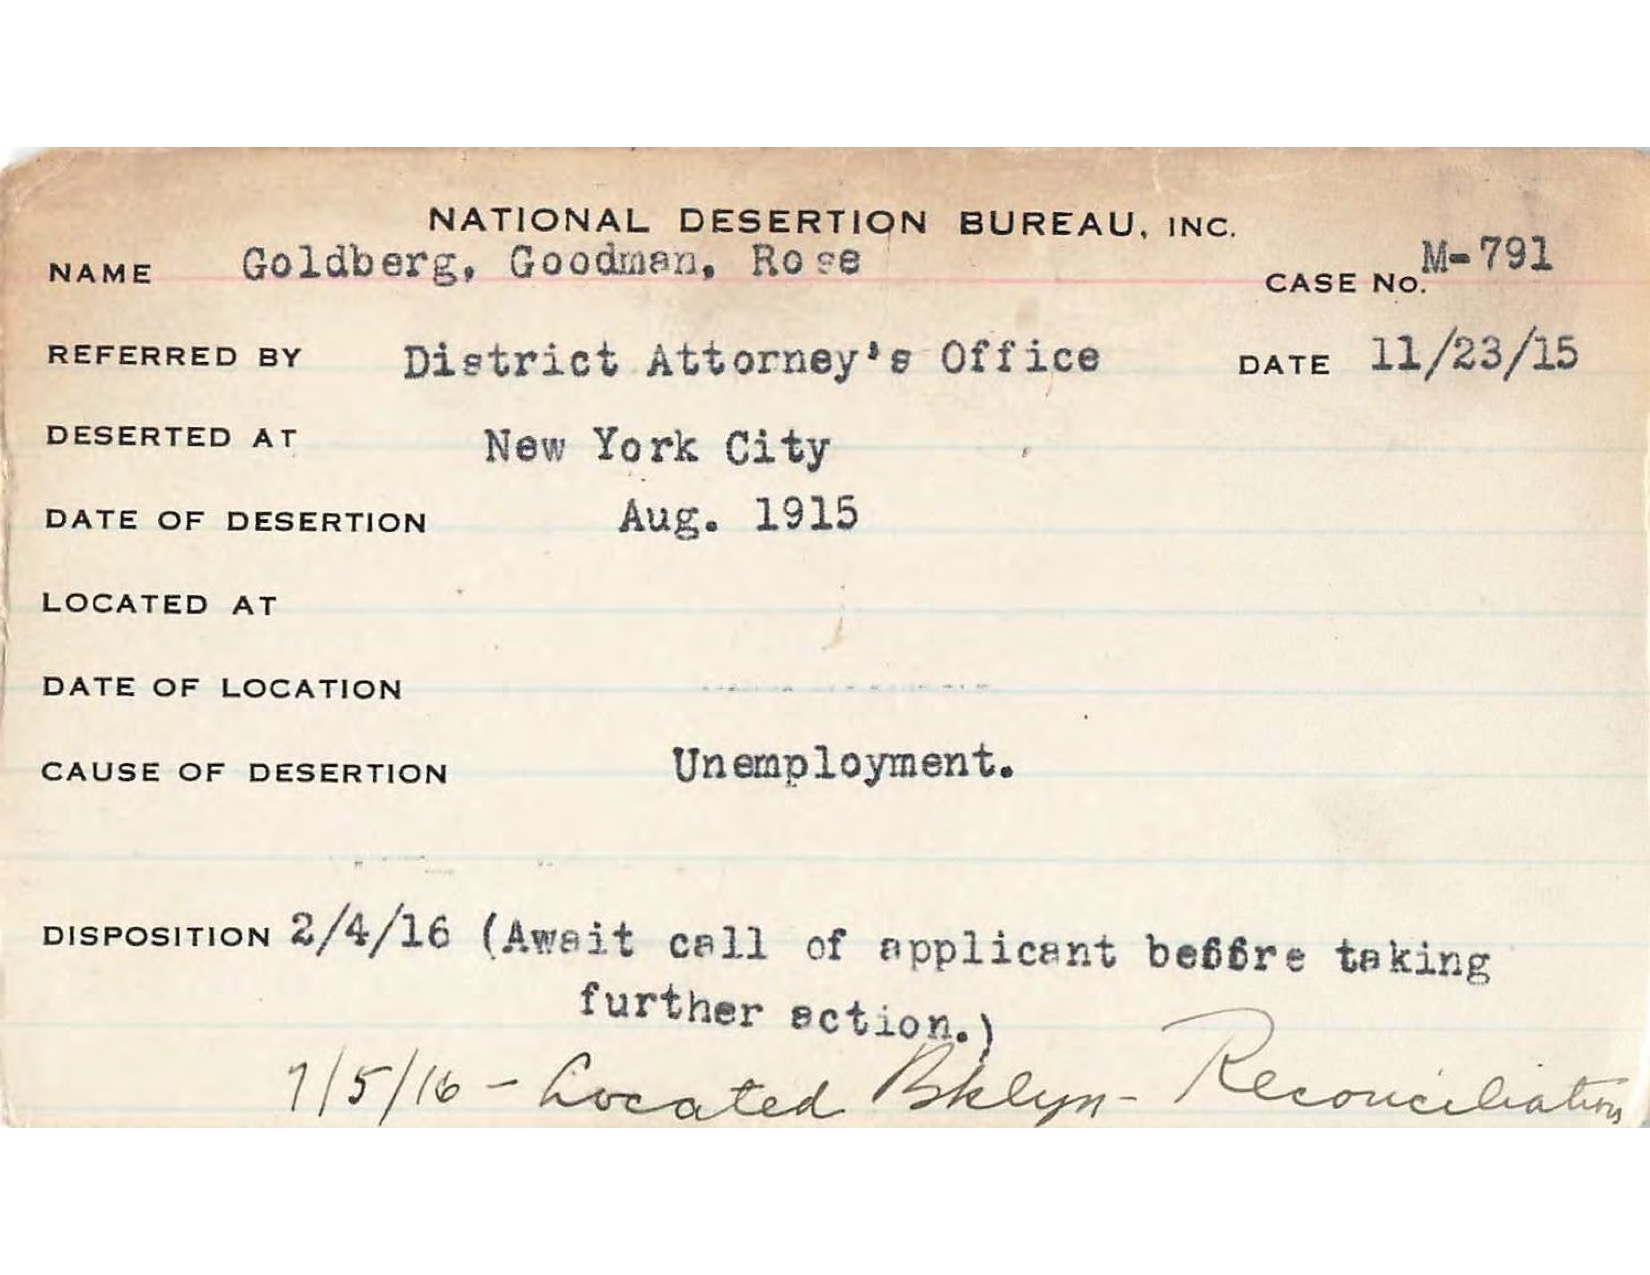 NATIONAL DESERTION BUREAU, INC.
NAME Goldberg, Goodman, Rose CASE No. M-791
REFERRED BY District Attorney's Office DATE 11/23/15
DESERTED AT New York City
DATE OF DESERTION Aug. 1915
LOCATED AT
DATE OF LOCATION
CAUSE OF DESERTION Unemployment.
DISPOSITION 2/4/16 (Await call of applicant before taking
further action.)
7/5/16 - Located Bklyn - Reconciliation